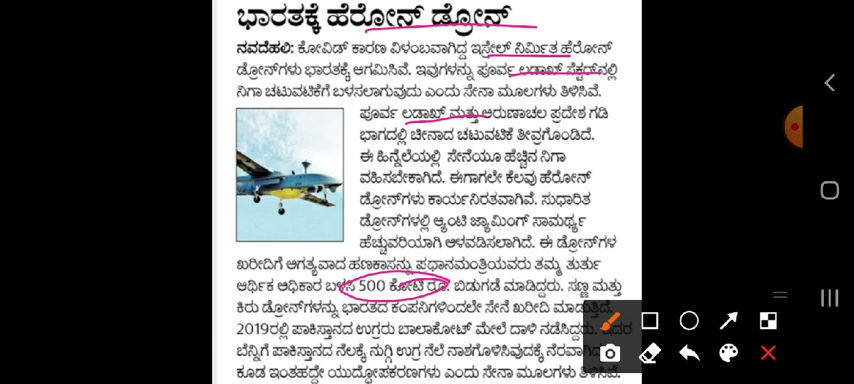 ಭಾರತಕ್ಕೆ ಹೆರೋನ್ ಡ್ರೋನ್
ನವದೆಹಲಿ: ಕೋವಿಡ್ ಕಾರಣ ವಿಳಂಬವಾಗಿದ್ದ ಇಸ್ರೇಲ್ ನಿರ್ಮಿತ ಹೆರೋನ್
ಡ್ರೋನ್‌ಗಳು ಭಾರತಕ್ಕೆ ಆಗಮಿಸಿವೆ. ಇವುಗಳನ್ನು ಪೂರ್ವ ಲಡಾಖ್ ಸೆಕ್ಟರ್‌ನಲ್ಲಿ
ನಿಗಾ ಚಟುವಟಿಕೆಗೆ ಬಳಸಲಾಗುವುದು ಎಂದು ಸೇನಾ ಮೂಲಗಳು ತಿಳಿಸಿವೆ.
ಪೂರ್ವ ಲಡಾಖ್ ಮತ್ತು ಅರುಣಾಚಲ ಪ್ರದೇಶ ಗಡಿ
ಭಾಗದಲ್ಲಿ ಚೀನಾದ ಚಟುವಟಿಕೆ ತೀವ್ರಗೊಂಡಿದೆ.
ಈ ಹಿನ್ನೆಲೆಯಲ್ಲಿ ಸೇನೆಯೂ ಹೆಚ್ಚಿನ ನಿಗಾ
ವಹಿಸಬೇಕಾಗಿದೆ. ಈಗಾಗಲೇ ಕೆಲವು ಹೆರೋನ್
ಡ್ರೋನ್‌ಗಳು ಕಾರ್ಯನಿರತವಾಗಿವೆ. ಸುಧಾರಿತ
ಡ್ರೋನ್‌ಗಳಲ್ಲಿ ಆ್ಯಂಟಿ ಜ್ಯಾಮಿಂಗ್ ಸಾಮರ್ಥ್ಯ
ಹೆಚ್ಚುವರಿಯಾಗಿ ಅಳವಡಿಸಲಾಗಿದೆ. ಈ ಡ್ರೋನ್‌ಗಳ
ಖರೀದಿಗೆ ಅಗತ್ಯವಾದ ಹಣಕಾಸನ್ನು ಪ್ರಧಾನಮಂತ್ರಿಯವರು ತಮ್ಮ ತುರ್ತು
ಆರ್ಥಿಕ ಅಧಿಕಾರ ಬಳಸಿ 500 ಕೋಟಿ ರೂ. ಬಿಡುಗಡೆ ಮಾಡಿದ್ದರು. ಸಣ್ಣ ಮತ್ತು
ಕಿರು ಡ್ರೋನ್‌ಗಳನ್ನು ಭಾರತದ ಕಂಪನಿಗಳಿಂದಲೇ ಸೇನೆ ಖರೀದಿ ಮಾಡುತ್ತಿದೆ.
2019ರಲ್ಲಿ ಪಾಕಿಸ್ತಾನದ ಉಗ್ರರು ಬಾಲಾಕೋಟ್ ಮೇಲೆ ದಾಳಿ ನಡೆಸಿದ್ದರು.
ಬೆನ್ನಿಗೆ ಪಾಕಿಸ್ತಾನದ ನೆಲಕ್ಕೆ ನುಗ್ಗಿ ಉಗ್ರ ನೆಲೆ ನಾಶಗೊಳಿಸಿವುದಕ್ಕೆ
ಕೂಡ ಇಂತಹದ್ದೇ ಯುದ್ಧೋಪಕರಣಗಳು ಎಂದು ಸೇನಾ ಮೂಲಗಳು ತಿಳಿಸಿವೆ.